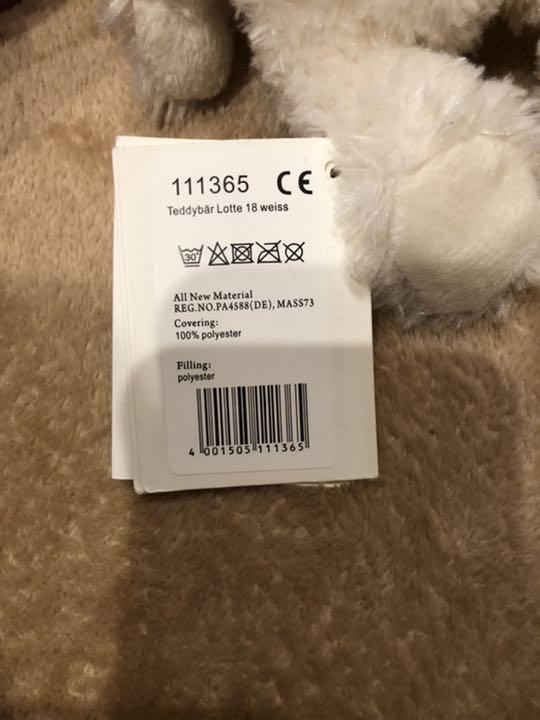 111365 CE
Teddybär Lotte 18 weiss
30°
All New Material
REG.NO.PA4588(DE), MASS73
Covering:
100% polyester
Filling:
polyester
4 001505 111365